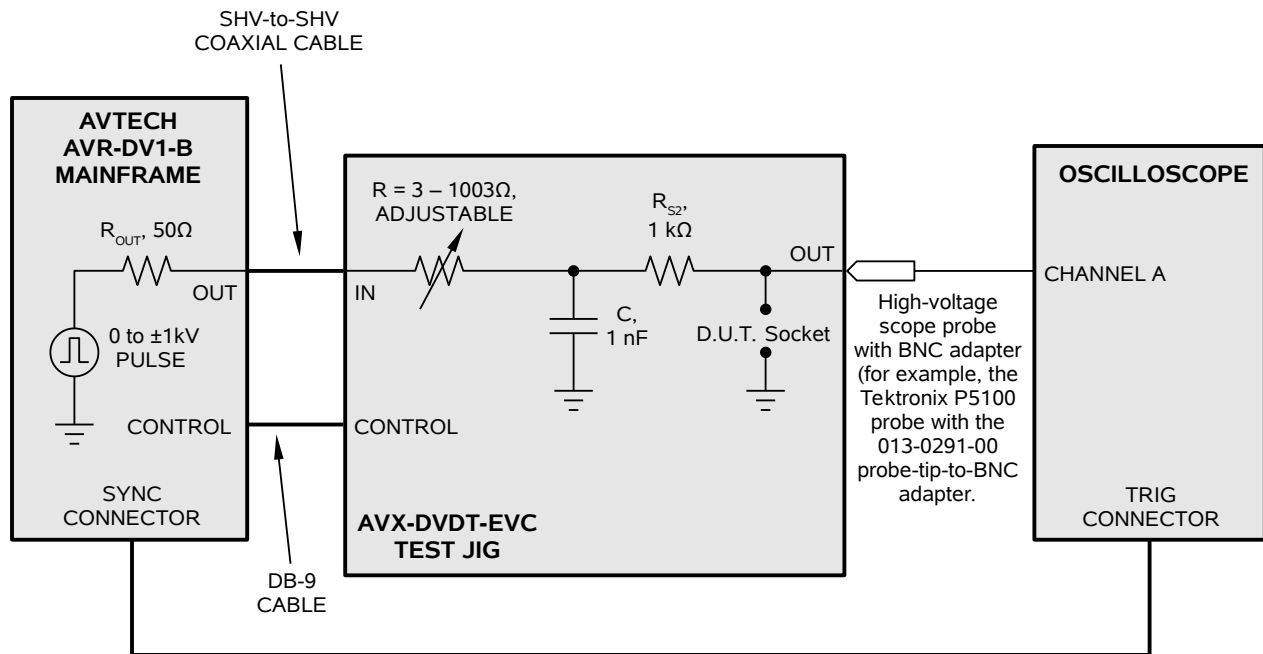 SHV-to-SHV
COAXIAL CABLE
AVTECH
AVR-DV1-B
MAINFRAME
R_OUT, 50Ω
OUT
0 to ±1kV
PULSE
CONTROL
SYNC
CONNECTOR
R = 3 – 1003Ω,
ADJUSTABLE
IN
C,
1 nF
R_S2,
1 kΩ
OUT
D.U.T. Socket
CONTROL
AVX-DVDT-EVC
TEST JIG
DB-9
CABLE
High-voltage
scope probe
with BNC adapter
(for example, the
Tektronix P5100
probe with the
013-0291-00
probe-tip-to-BNC
adapter.
OSCILLOSCOPE
CHANNEL A
TRIG
CONNECTOR